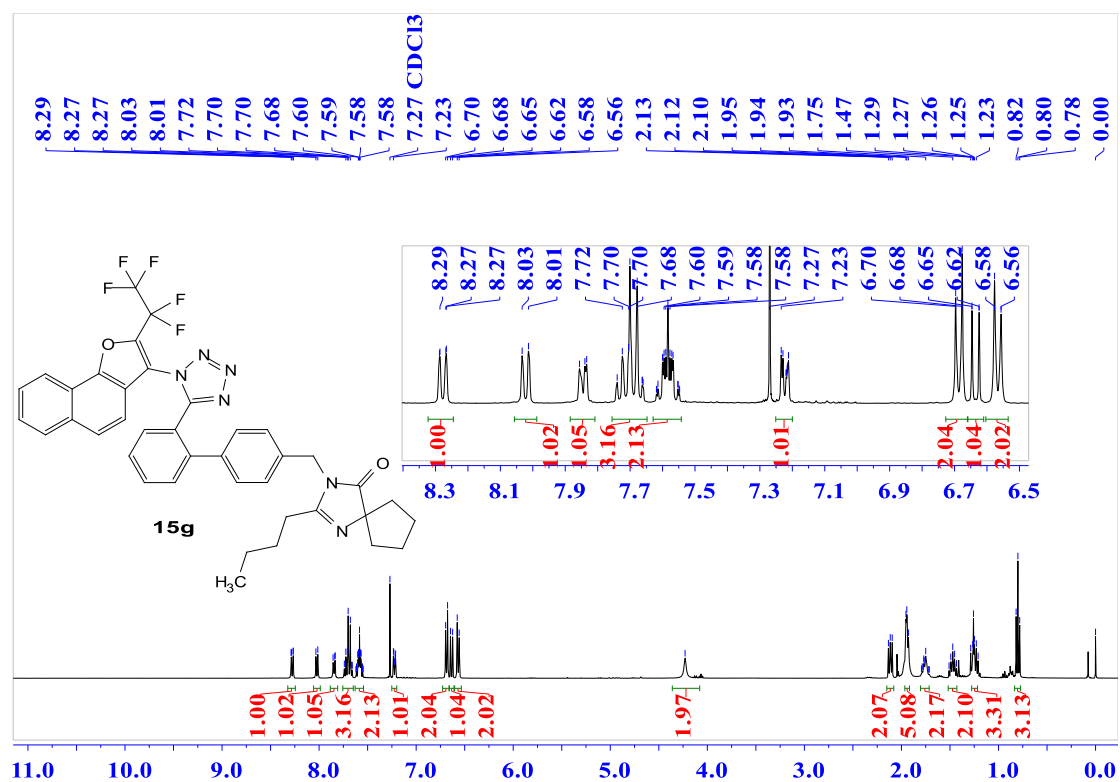 8.29 8.27 8.27 8.03 8.01 7.72 7.70 7.70 7.68 7.60 7.59 7.58 7.58 7.27 CDCl3 7.23 6.70 6.68 6.65 6.62 6.58 6.56 2.13 2.12 2.10 1.95 1.94 1.93 1.75 1.47 1.29 1.27 1.26 1.25 1.23 0.82 0.80 0.78 0.00
8.29 8.27 8.27 8.03 8.01 7.72 7.70 7.70 7.68 7.60 7.59 7.58 7.58 7.27 7.23 6.70 6.68 6.65 6.62 6.58 6.56
1.00 1.02 1.05 3.16 2.13 1.01 2.04 1.04 2.02
8.3 8.1 7.9 7.7 7.5 7.3 7.1 6.9 6.7 6.5
F F
F F
F
O
N N
N N
O
N
N
H3C
15g
1.00 1.02 1.05 3.16 2.13 1.01 2.04 1.04 2.02 1.97 2.07 5.08 2.17 2.10 3.31 3.13
11.0 10.0 9.0 8.0 7.0 6.0 5.0 4.0 3.0 2.0 1.0 0.0